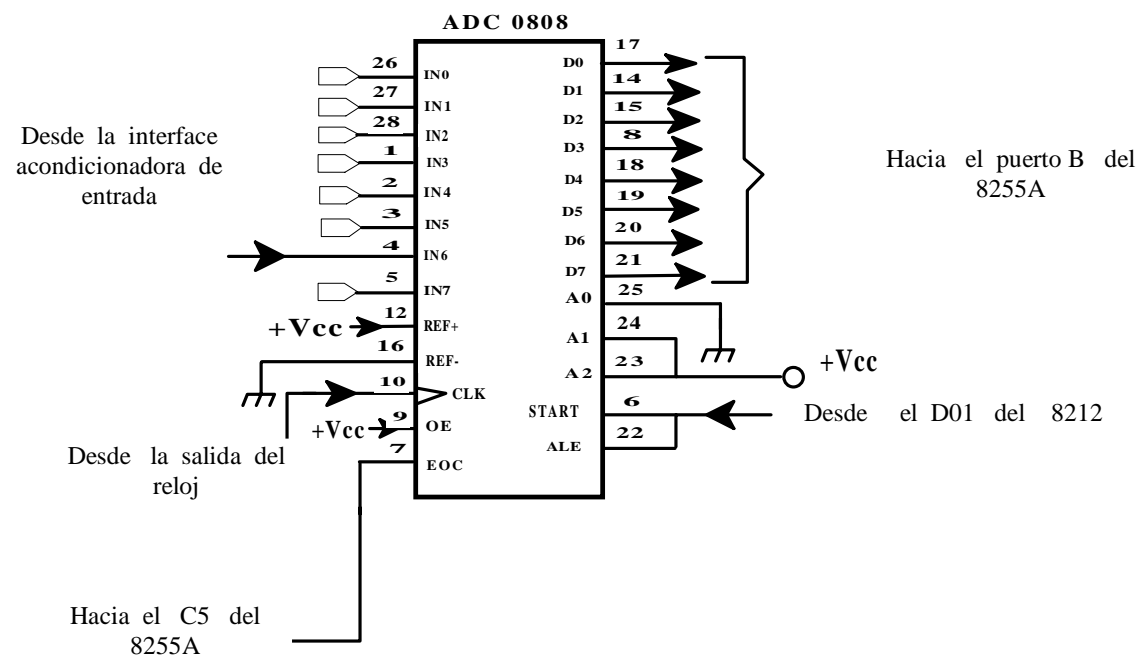 ADC 0808
Desde la interface
acondicionadora de
entrada
26 IN0
27 IN1
28 IN2
1 IN3
2 IN4
3 IN5
4 IN6
5 IN7
+Vcc 12 REF+
16 REF-
10 CLK
+Vcc 9 OE
7 EOC
Desde la salida del
reloj
Hacia el C5 del
8255A
D0 17
D1 14
D2 15
D3 8
D4 18
D5 19
D6 20
D7 21
A0 25
A1 24
A2 23 +Vcc
START 6
ALE 22
Hacia el puerto B del
8255A
Desde el D01 del 8212